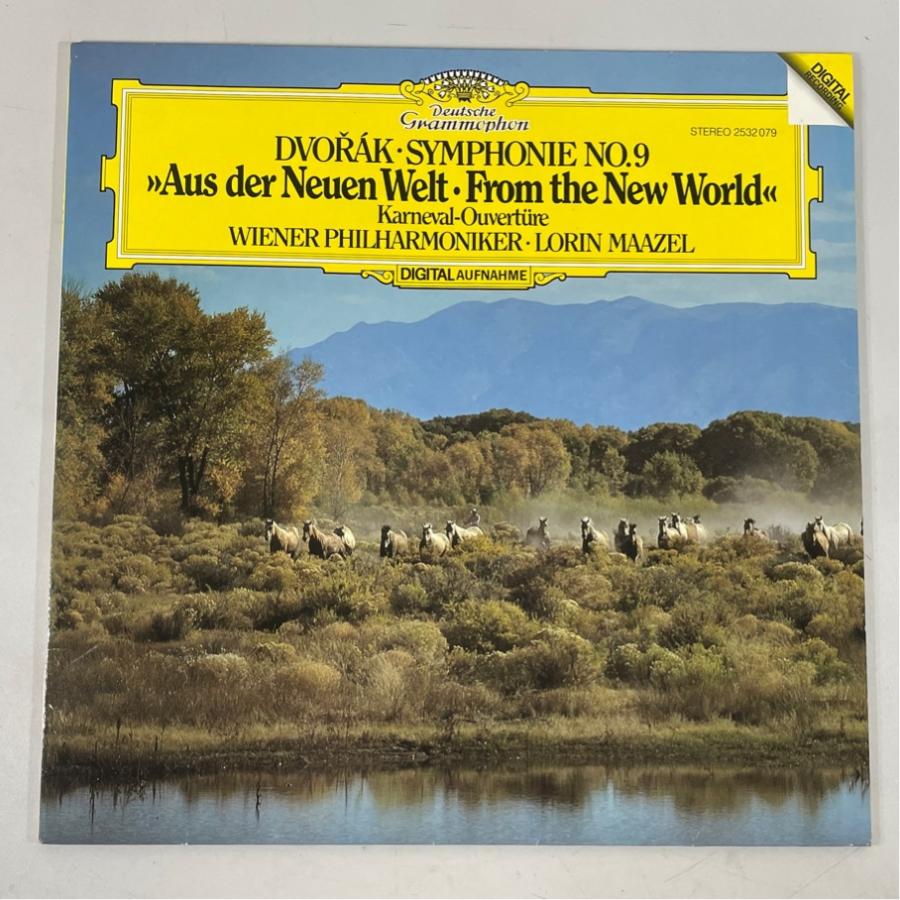 DIGITAL
RECORDING
Deutsche
Grammophon
STEREO 2532 079
DVOŘÁK · SYMPHONIE NO. 9
»Aus der Neuen Welt · From the New World«
Karneval-Ouvertüre
WIENER PHILHARMONIKER · LORIN MAAZEL
DIGITAL AUFNAHME